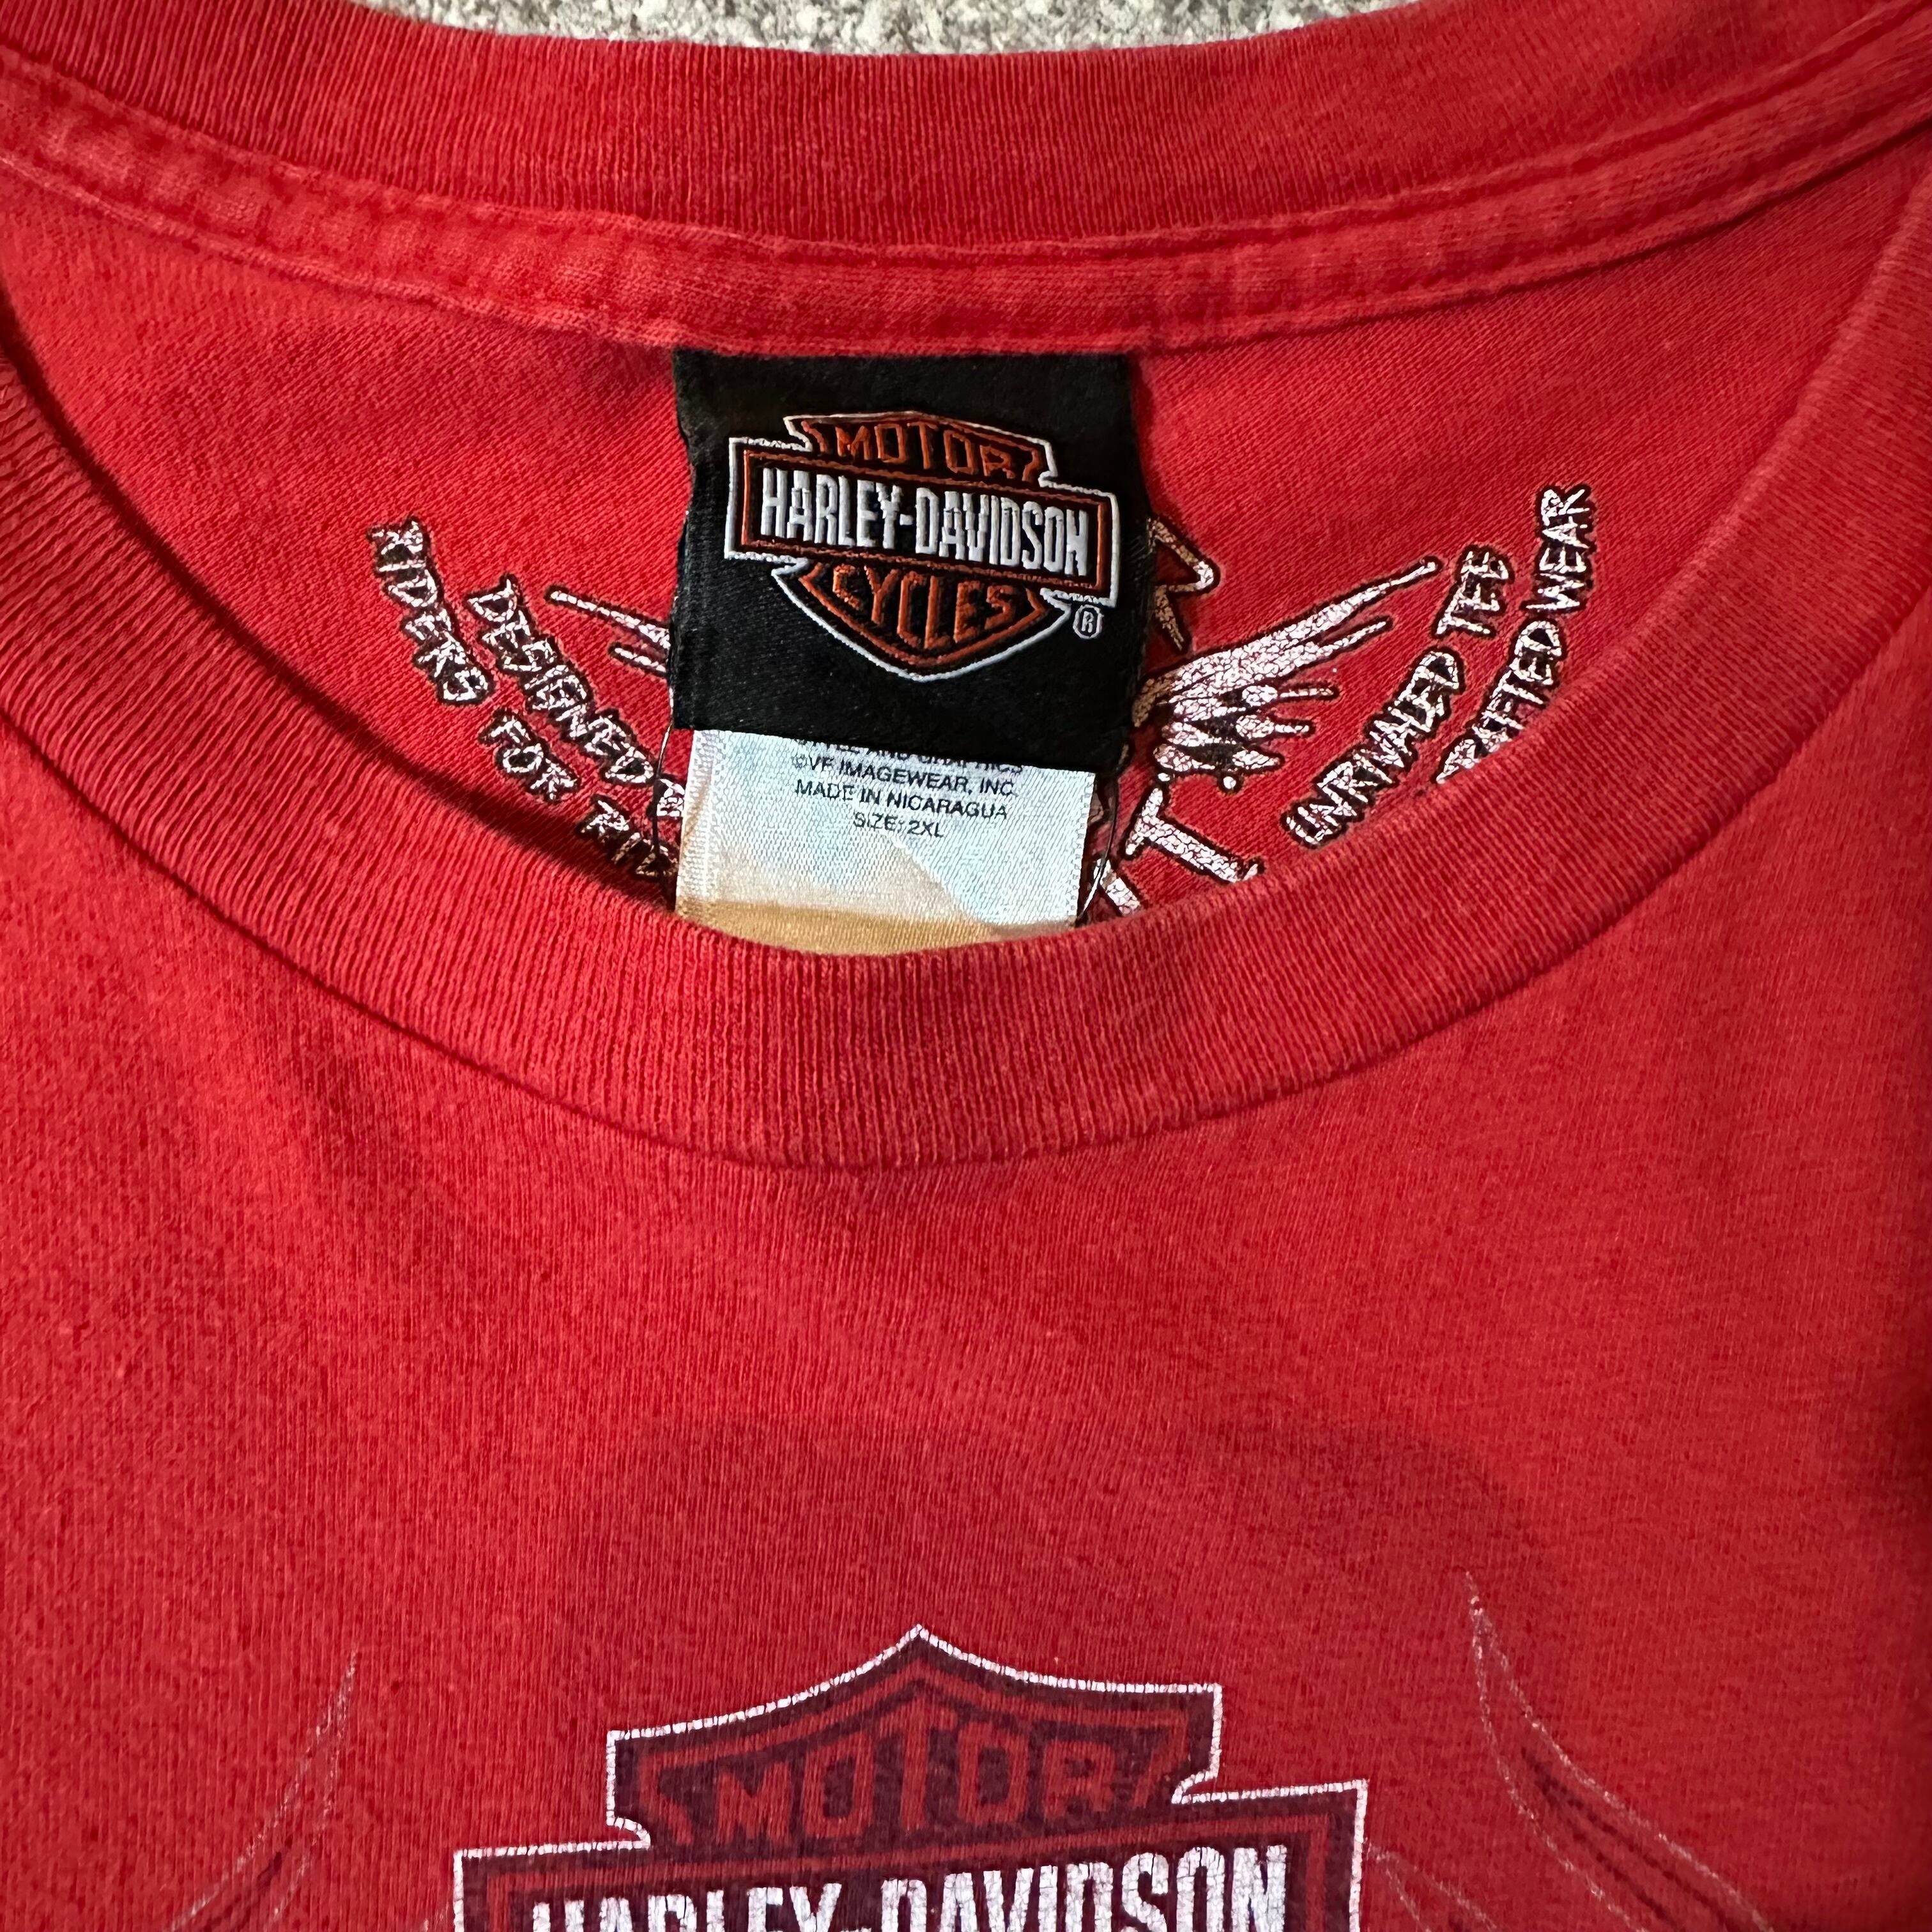 MOTOR
HARLEY-DAVIDSON
CYCLES
®
RIDERS FOR
DESIGNED
UNRIVALED TEE
WEAR
©VF IMAGEWEAR, INC.
MADE IN NICARAGUA
SIZE: 2XL
MOTOR
HARLEY-DAVIDSON